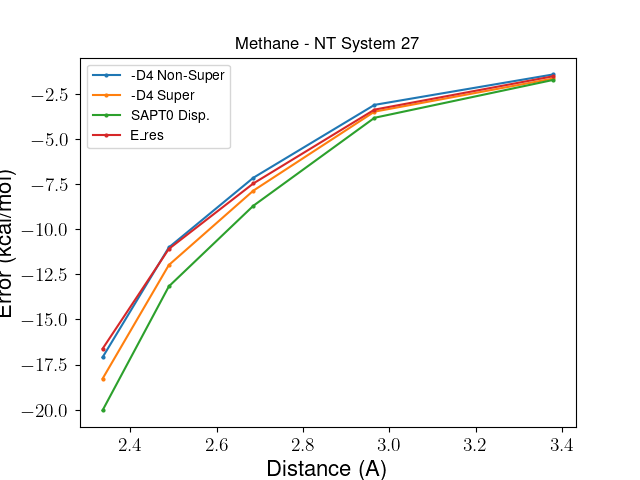 Methane - NT System 27
-D4 Non-Super
-D4 Super
SAPT0 Disp.
E_res
Error (kcal/mol)
−2.5
−5.0
−7.5
−10.0
−12.5
−15.0
−17.5
−20.0
2.4 2.6 2.8 3.0 3.2 3.4
Distance (A)